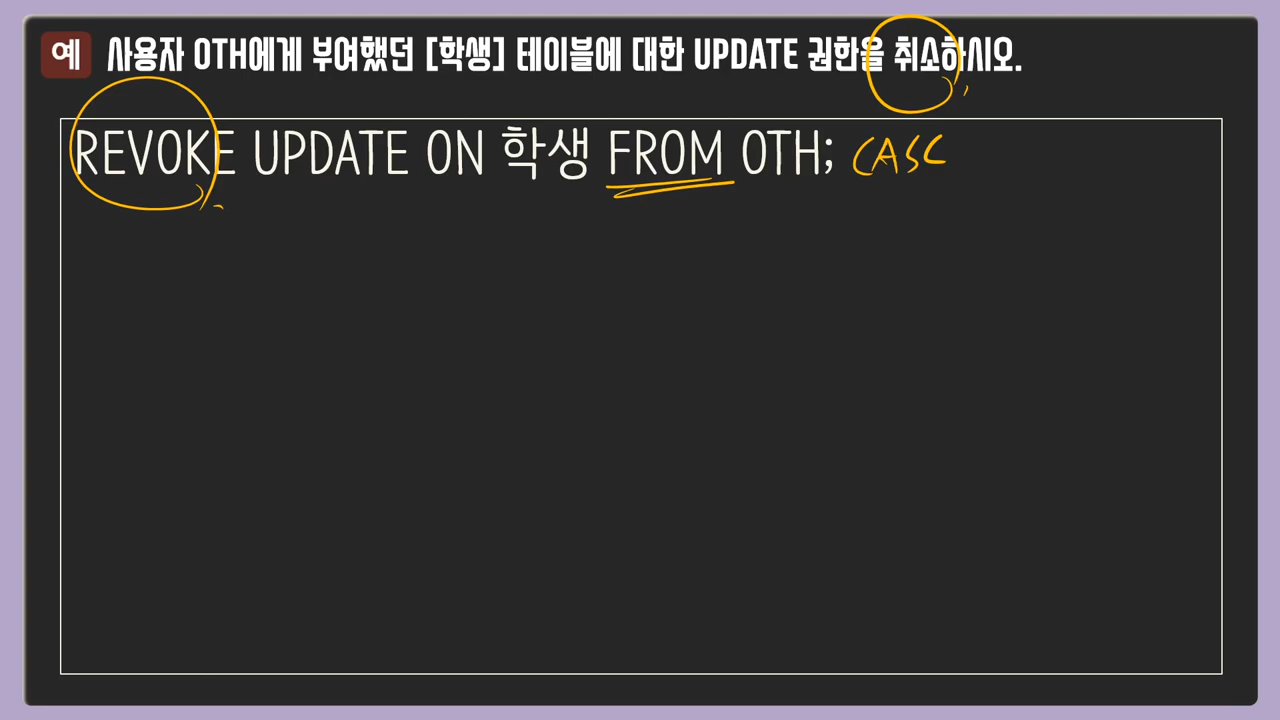 예 사용자 OTH에게 부여했던 [학생] 테이블에 대한 UPDATE 권한을 취소하시오.
REVOKE UPDATE ON 학생 FROM OTH; CASC